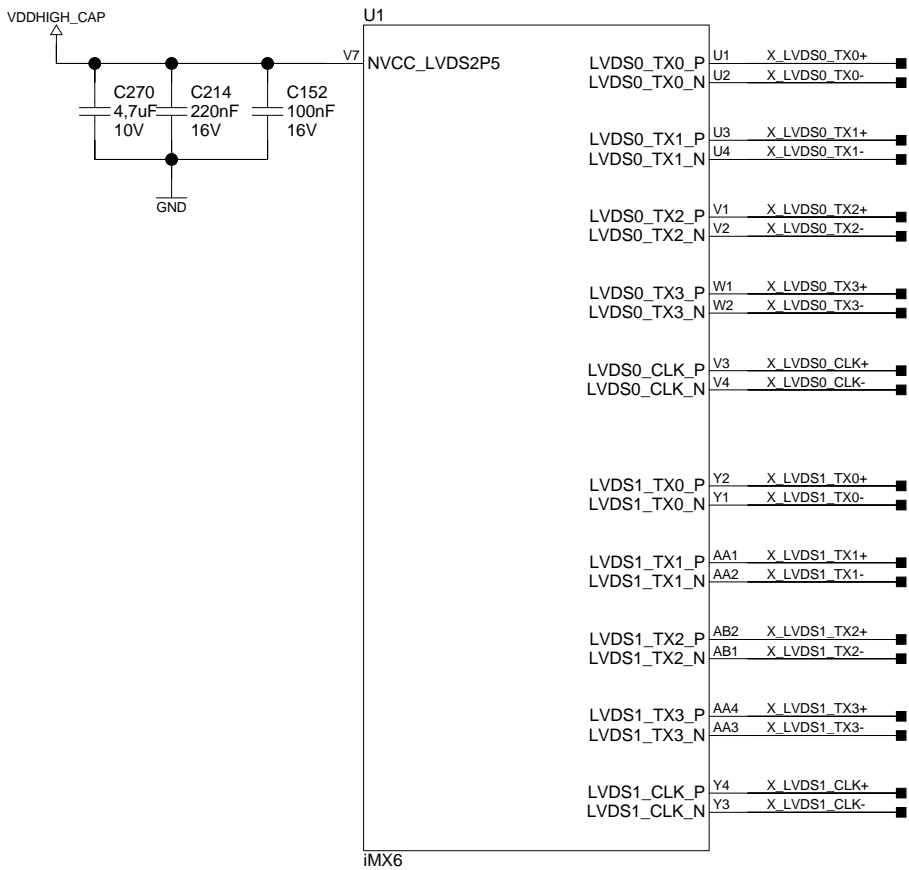 VDDHIGH_CAP
U1
V7
NVCC_LVDS2P5
C270
4,7uF
10V
C214
220nF
16V
C152
100nF
16V
GND
LVDS0_TX0_P U1 X_LVDS0_TX0+
LVDS0_TX0_N U2 X_LVDS0_TX0-
LVDS0_TX1_P U3 X_LVDS0_TX1+
LVDS0_TX1_N U4 X_LVDS0_TX1-
LVDS0_TX2_P V1 X_LVDS0_TX2+
LVDS0_TX2_N V2 X_LVDS0_TX2-
LVDS0_TX3_P W1 X_LVDS0_TX3+
LVDS0_TX3_N W2 X_LVDS0_TX3-
LVDS0_CLK_P V3 X_LVDS0_CLK+
LVDS0_CLK_N V4 X_LVDS0_CLK-
LVDS1_TX0_P Y2 X_LVDS1_TX0+
LVDS1_TX0_N Y1 X_LVDS1_TX0-
LVDS1_TX1_P AA1 X_LVDS1_TX1+
LVDS1_TX1_N AA2 X_LVDS1_TX1-
LVDS1_TX2_P AB2 X_LVDS1_TX2+
LVDS1_TX2_N AB1 X_LVDS1_TX2-
LVDS1_TX3_P AA4 X_LVDS1_TX3+
LVDS1_TX3_N AA3 X_LVDS1_TX3-
LVDS1_CLK_P Y4 X_LVDS1_CLK+
LVDS1_CLK_N Y3 X_LVDS1_CLK-
iMX6